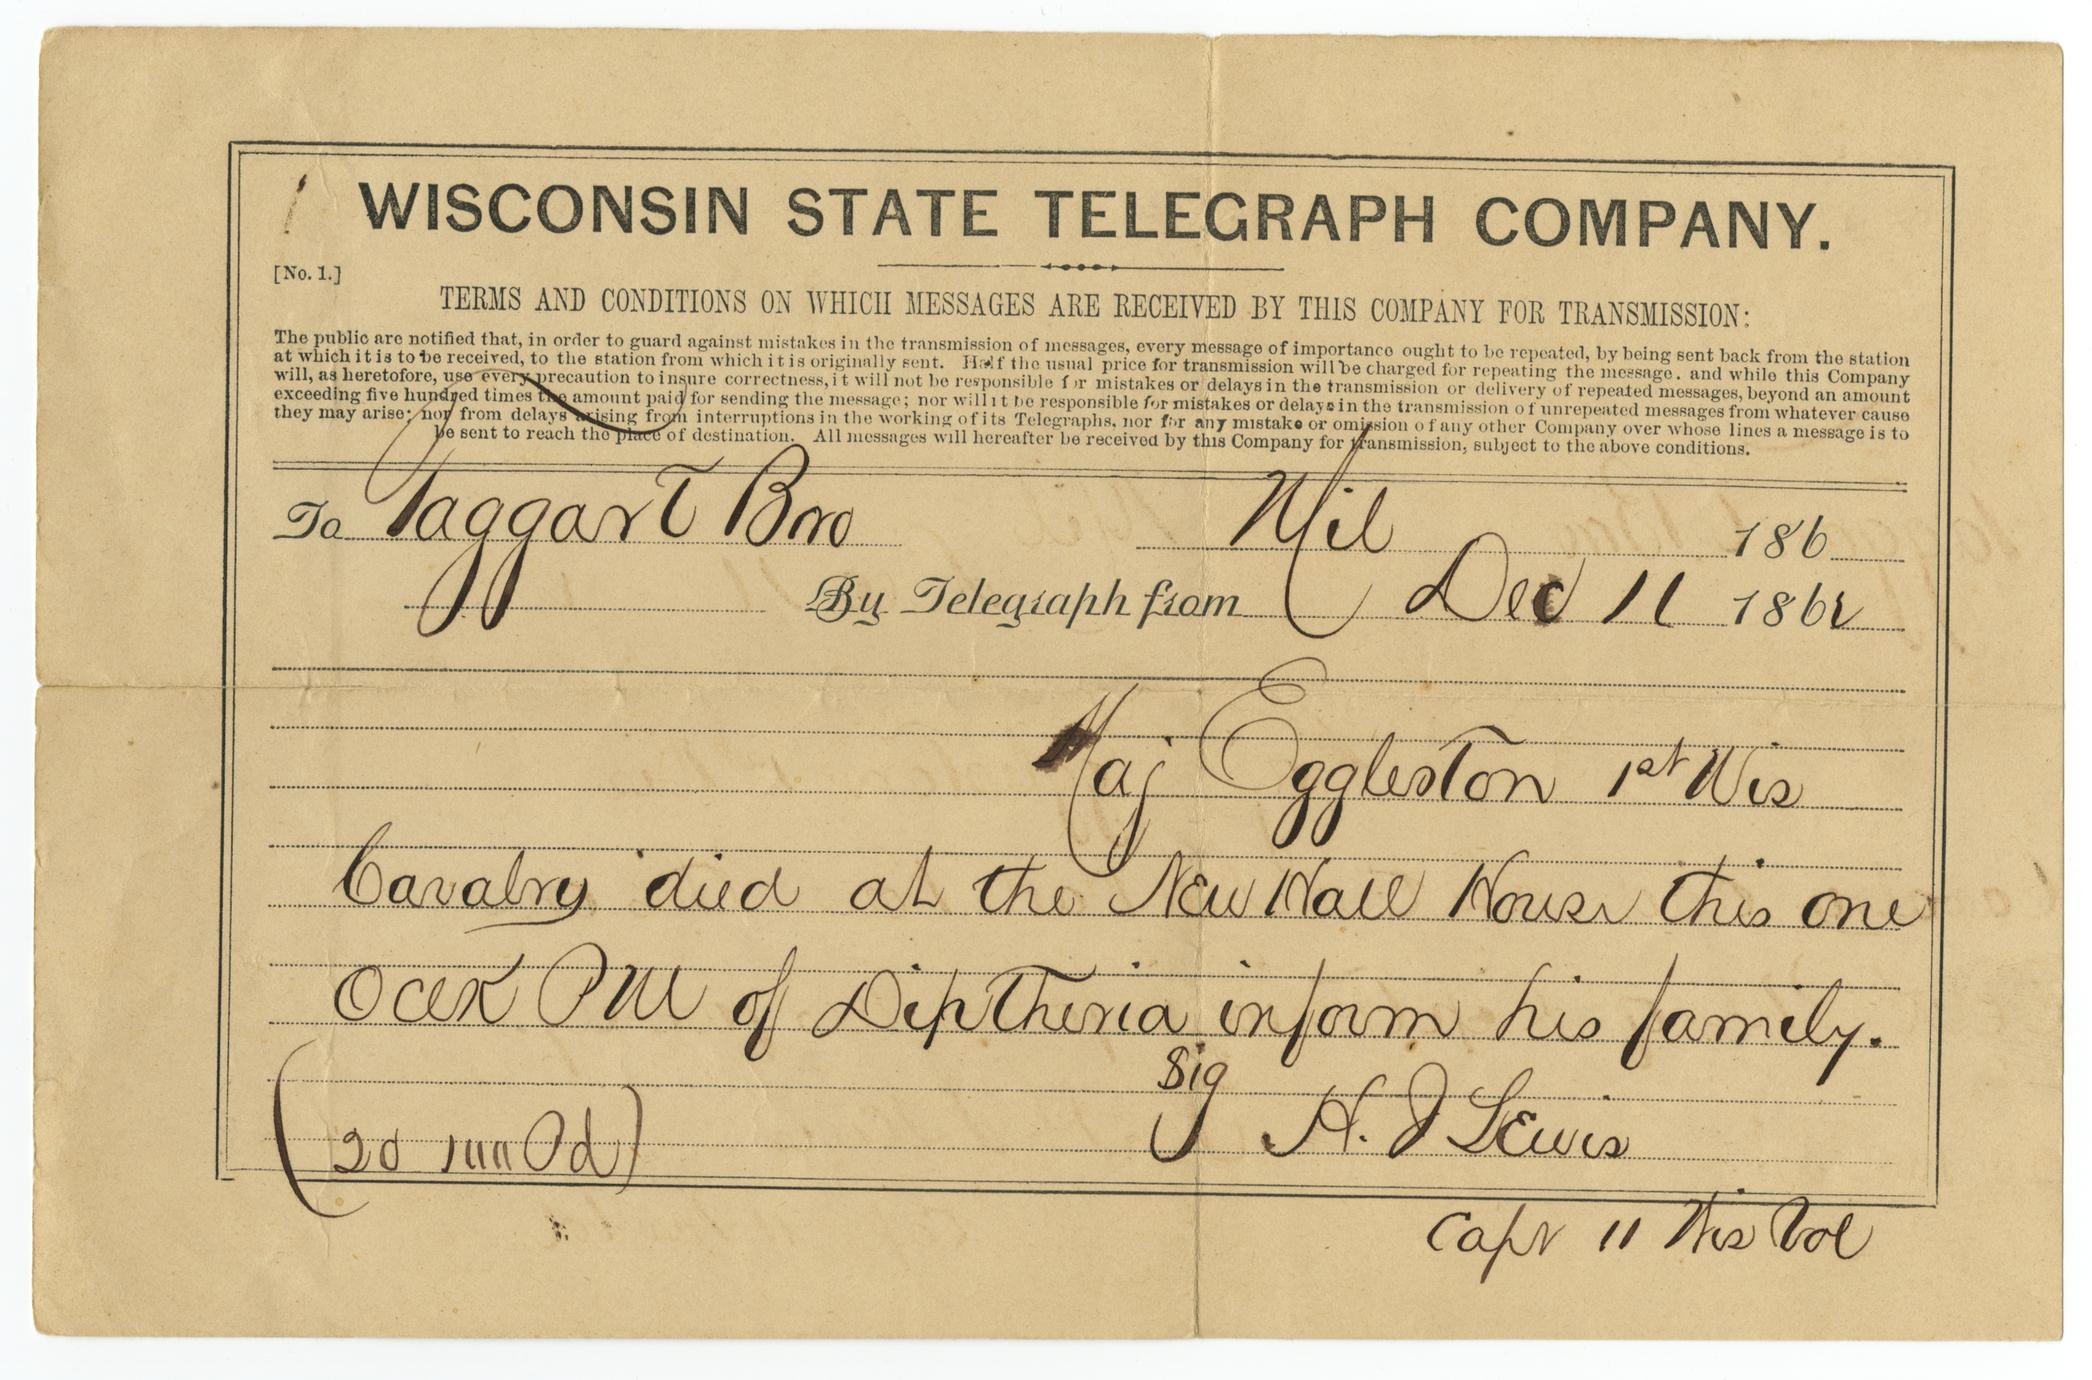 WISCONSIN STATE TELEGRAPH COMPANY.
[No. 1.]
TERMS AND CONDITIONS ON WHICH MESSAGES ARE RECEIVED BY THIS COMPANY FOR TRANSMISSION:
The public are notified that, in order to guard against mistakes in the transmission of messages, every message of importance ought to be repeated, by being sent back from the station
at which it is to be received, to the station from which it is originally sent. Half the usual price for transmission will be charged for repeating the message. and while this Company
will, as heretofore, use every precaution to insure correctness, it will not be responsible for mistakes or delays in the transmission or delivery of repeated messages, beyond an amount
exceeding five hundred times the amount paid for sending the message; nor will it be responsible for mistakes or delays in the transmission of unrepeated messages from whatever cause
they may arise; nor from delays arising from interruptions in the working of its Telegraphs, nor for any mistake or omission of any other Company over whose lines a message is to
be sent to reach the place of destination. All messages will hereafter be received by this Company for transmission, subject to the above conditions.
To Taggart Bro Mil 186
By Telegraph from Dec 11 1862
Maj Eggleston 1st Wis
Cavalry died at the New Hall House this one
Oclk PM of Diptheria inform his family.
Sig H. J Lewis
(20 Pd)
Capt 11 Wis Vol